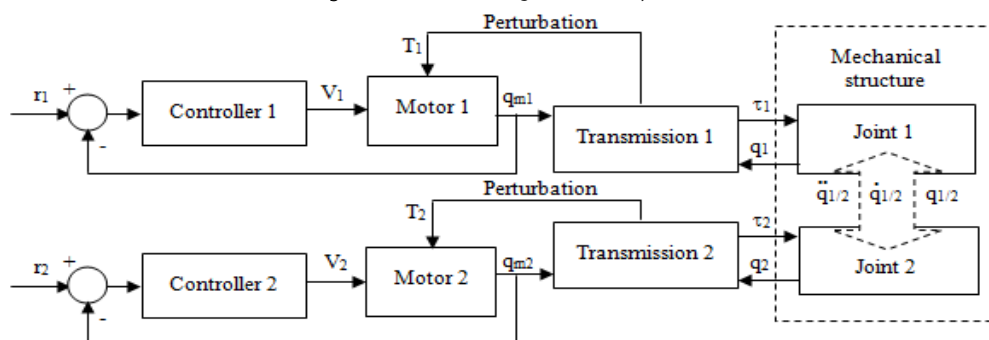 Perturbation
T1
Mechanical
structure
r1
+
-
Controller 1
V1
Motor 1
qm1
Transmission 1
τ1
q1
Joint 1
q̈1/2 q̇1/2 q1/2
Perturbation
T2
r2
+
-
Controller 2
V2
Motor 2
qm2
Transmission 2
τ2
q2
Joint 2